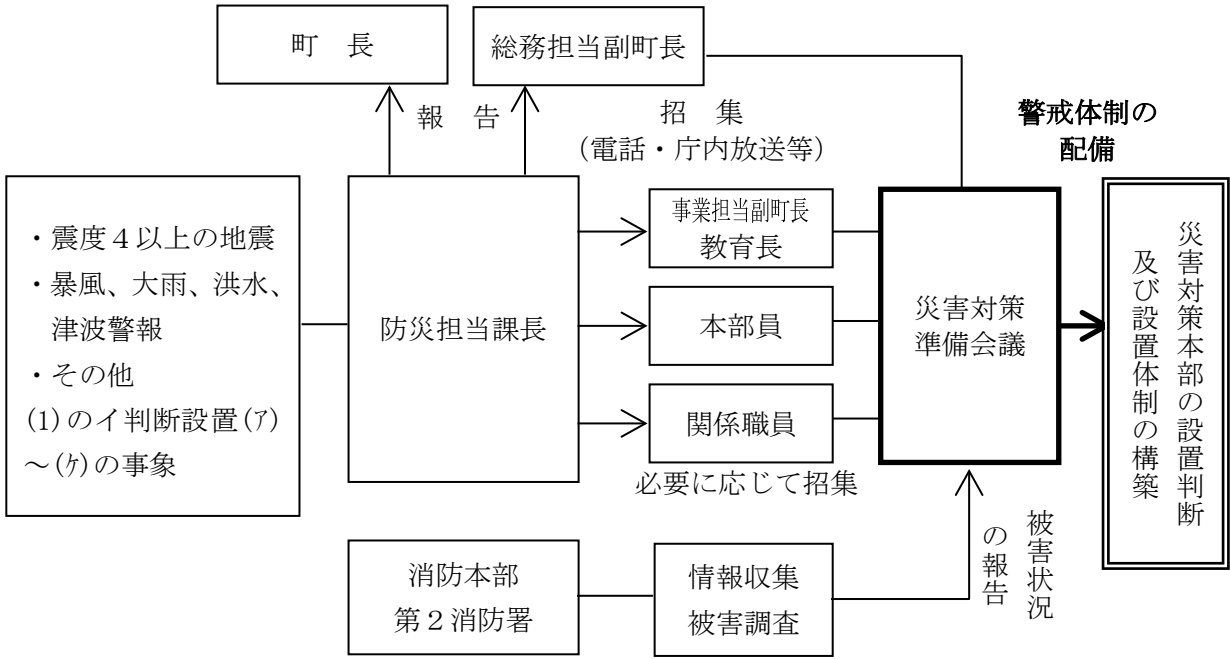 町　長
総務担当副町長
報　告
招　集
（電話・庁内放送等）
警戒体制の
配備
・震度４以上の地震
・暴風、大雨、洪水、
津波警報
・その他
(1)のイ判断設置(ｱ)
～(ｹ)の事象
防災担当課長
事業担当副町長
教育長
本部員
関係職員
必要に応じて招集
災害対策
準備会議
災害対策本部の設置判断
及び設置体制の構築
消防本部
第２消防署
情報収集
被害調査
被害状況
の報告